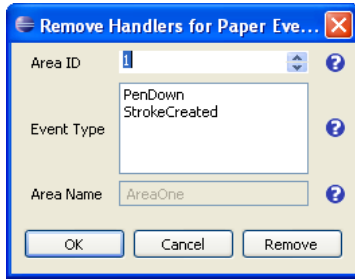 Remove Handlers for Paper Eve...
Area ID 1
PenDown
StrokeCreated
Event Type
Area Name AreaOne
OK Cancel Remove